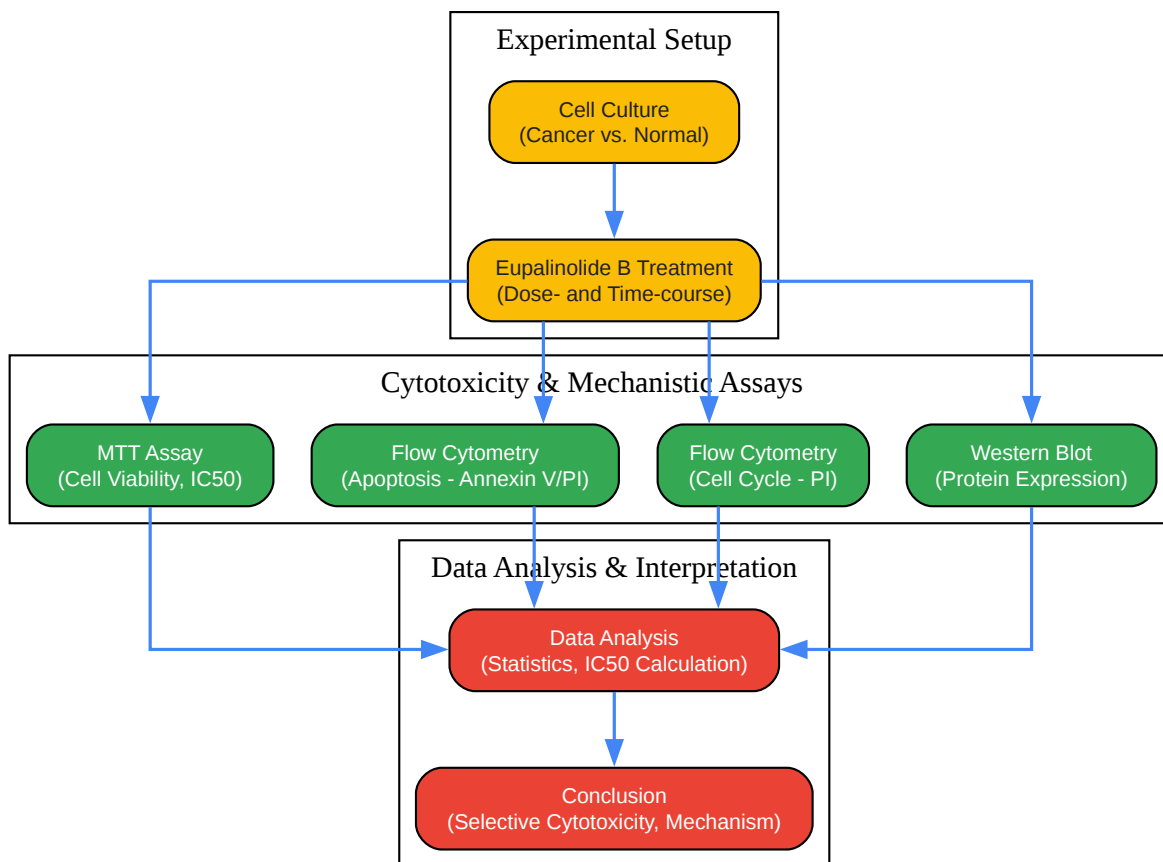 Experimental Setup
Cell Culture
(Cancer vs. Normal)
Eupalinolide B Treatment
(Dose- and Time-course)
Cytotoxicity & Mechanistic Assays
MTT Assay
(Cell Viability, IC50)
Flow Cytometry
(Apoptosis - Annexin V/PI)
Flow Cytometry
(Cell Cycle - PI)
Western Blot
(Protein Expression)
Data Analysis & Interpretation
Data Analysis
(Statistics, IC50 Calculation)
Conclusion
(Selective Cytotoxicity, Mechanism)